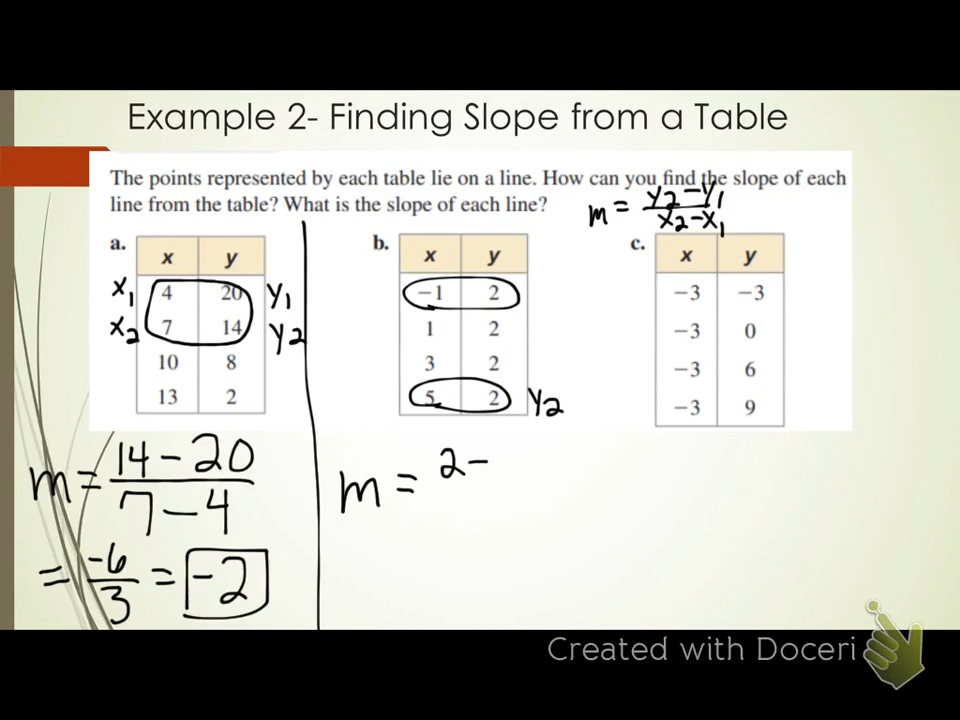 Example 2- Finding Slope from a Table
The points represented by each table lie on a line. How can you find the slope of each
line from the table? What is the slope of each line?
m = y2 - y1 / x2 - x1
a.
x y
x1 4 20 y1
x2 7 14 y2
10 8
13 2
m = 14 - 20 / 7 - 4
= -6/3 = -2
b.
x y
−1 2
1 2
3 2
5 2 y2
m = 2 -
c.
x y
−3 −3
−3 0
−3 6
−3 9
Created with Doceri